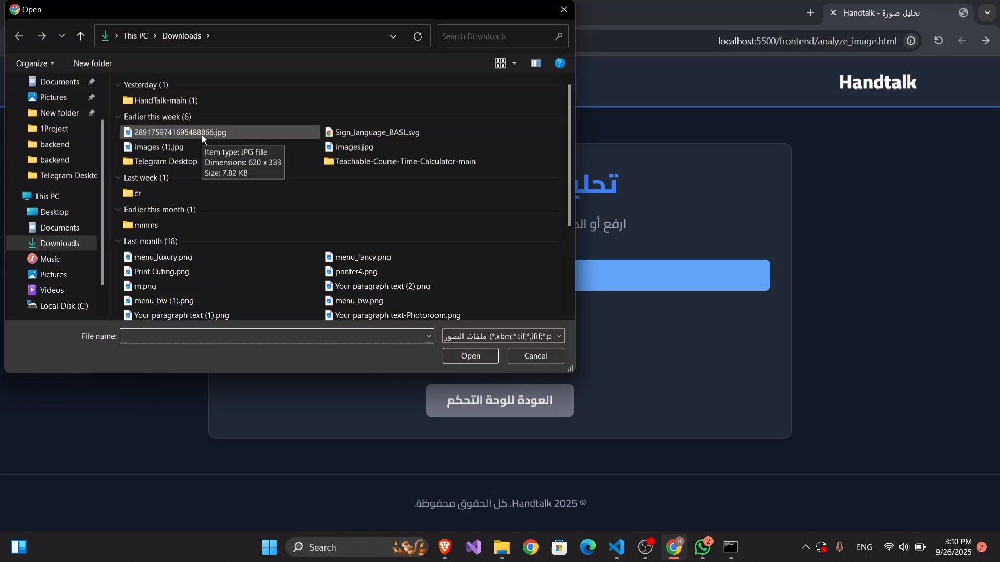 Open
تحليل صورة - Handtalk
This PC
Downloads
Search Downloads
localhost:5500/frontend/analyze_image.html
Organize
New folder
Handtalk
Documents
Pictures
New folder
1Project
backend
backend
Telegram Deskto
This PC
Desktop
Documents
Downloads
Music
Pictures
Videos
Local Disk (C:)
Yesterday (1)
HandTalk-main (1)
Earlier this week (6)
2891759741695488866.jpg
Sign_language_BASL.svg
images (1).jpg
images.jpg
Telegram Desktop
Teachable-Course-Time-Calculator-main
Item type: JPG File
Dimensions: 620 x 333
Size: 7.82 KB
Last week (1)
cr
Earlier this month (1)
mmms
Last month (18)
menu_luxury.png
menu_fancy.png
Print Cuting.png
printer4.png
m.png
Your paragraph text (2).png
menu_bw (1).png
menu_bw.png
Your paragraph text (1).png
Your paragraph text-Photoroom.png
File name:
ملفات الصور (*.xbm;*.tif;*.jfif;*.p
Open
Cancel
ارفع أو
العودة للوحة التحكم
© 2025 Handtalk. كل الحقوق محفوظة.
Search
H
2
ENG
3:10 PM
9/26/2025
2